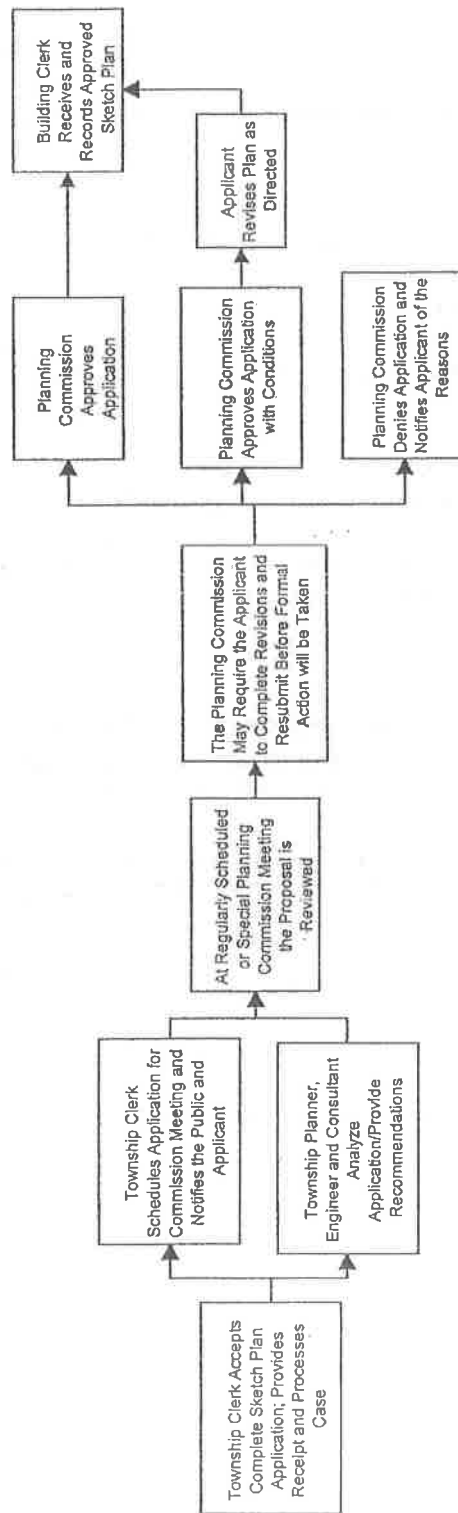 Township Clerk Accepts
Complete Sketch Plan
Application; Provides
Receipt and Processes
Case
Township Clerk
Schedules Application for
Commission Meeting and
Notifies the Public and
Applicant
Township Planner,
Engineer and Consultant
Analyze
Application/Provide
Recommendations
At Regularly Scheduled
or Special Planning
Commission Meeting
the Proposal is
Reviewed
The Planning Commission
May Require the Applicant
to Complete Revisions and
Resubmit Before Formal
Action will be Taken
Planning
Commission
Approves
Application
Planning Commission
Approves Application
with Conditions
Planning Commission
Denies Application and
Notifies Applicant of the
Reasons
Applicant
Revises Plan as
Directed
Building Clerk
Receives and
Records Approved
Sketch Plan